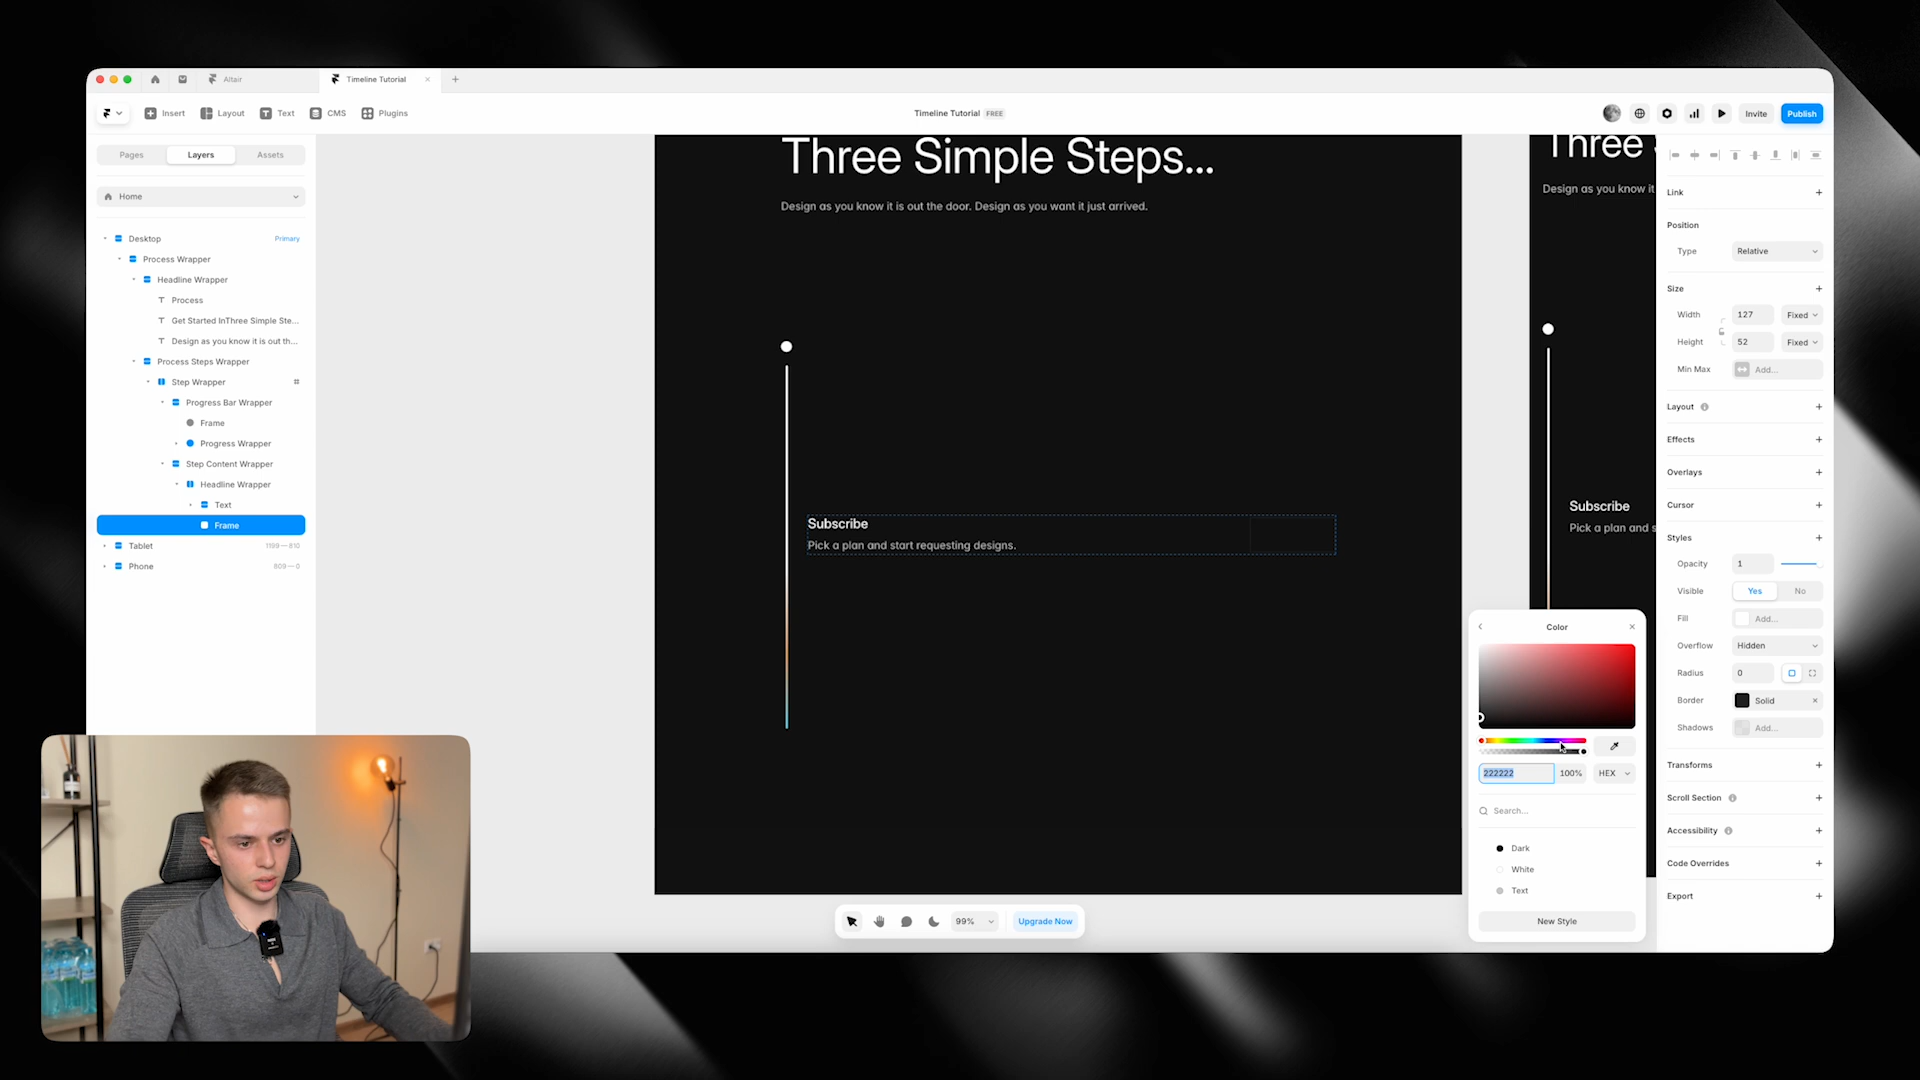 Altair
Timeline Tutorial
Insert
Layout
Text
CMS
Plugins
Timeline Tutorial FREE
Invite
Publish
Pages
Layers
Assets
Home
Desktop
Primary
Process Wrapper
Headline Wrapper
Process
Get Started InThree Simple Ste...
Design as you know it is out th...
Process Steps Wrapper
Step Wrapper
Progress Bar Wrapper
Frame
Progress Wrapper
Step Content Wrapper
Headline Wrapper
Text
Frame
Tablet
1199 — 810
Phone
809 — 0
Three Simple Steps...
Design as you know it is out the door. Design as you want it just arrived.
Subscribe
Pick a plan and start requesting designs.
99%
Upgrade Now
Three S
Design as you know it
Subscribe
Pick a plan and s
Color
222222
100%
HEX
Search...
Dark
White
Text
New Style
Link
Position
Type
Relative
Size
Width
127
Fixed
Height
52
Fixed
Min Max
Add...
Layout
Effects
Overlays
Cursor
Styles
Opacity
1
Visible
Yes
No
Fill
Add...
Overflow
Hidden
Radius
0
Border
Solid
Shadows
Add...
Transforms
Scroll Section
Accessibility
Code Overrides
Export